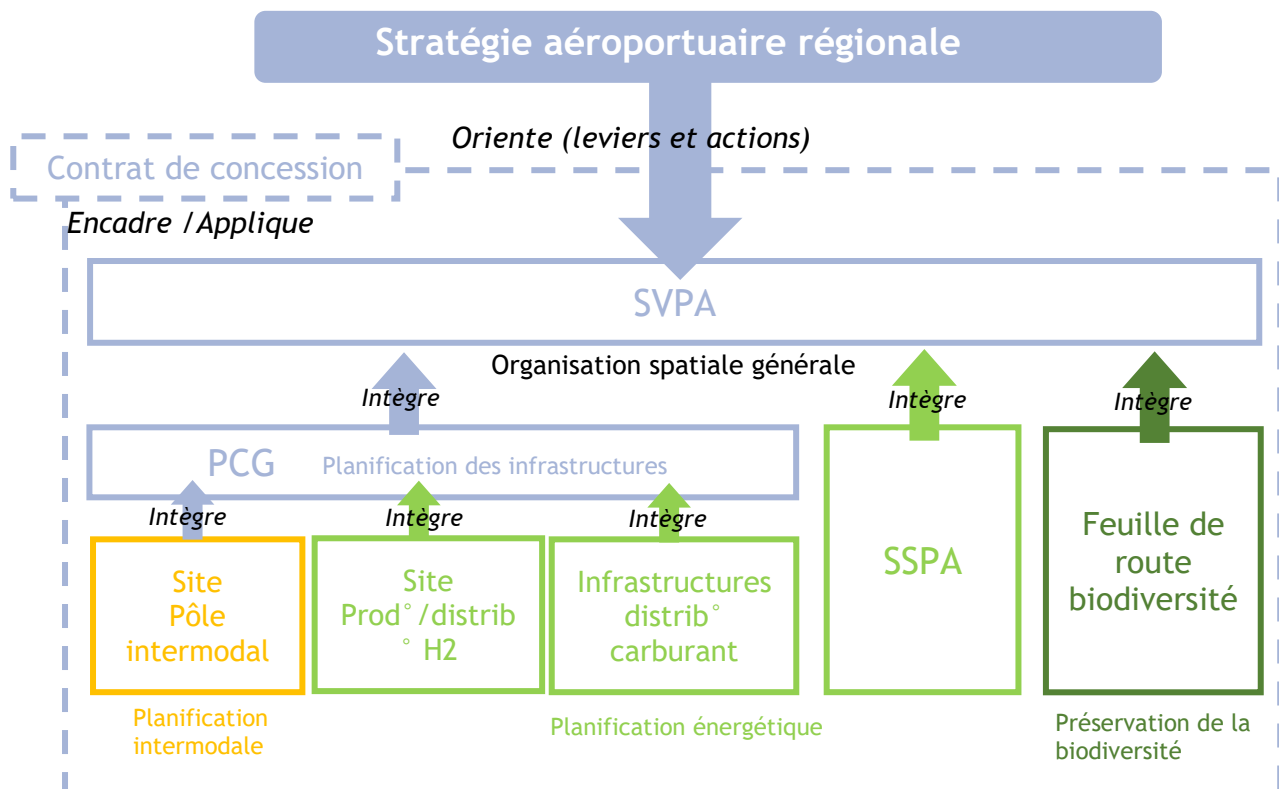 Stratégie aéroportuaire régionale
Oriente (leviers et actions)
Contrat de concession
Encadre /Applique
SVPA
Organisation spatiale générale
Intègre
Intègre
Intègre
PCG Planification des infrastructures
Intègre
Intègre
Intègre
Site
Pôle
intermodal
Site
Prod°/distrib
° H2
Infrastructures
distrib°
carburant
SSPA
Feuille de
route
biodiversité
Planification
intermodale
Planification énergétique
Préservation de la
biodiversité